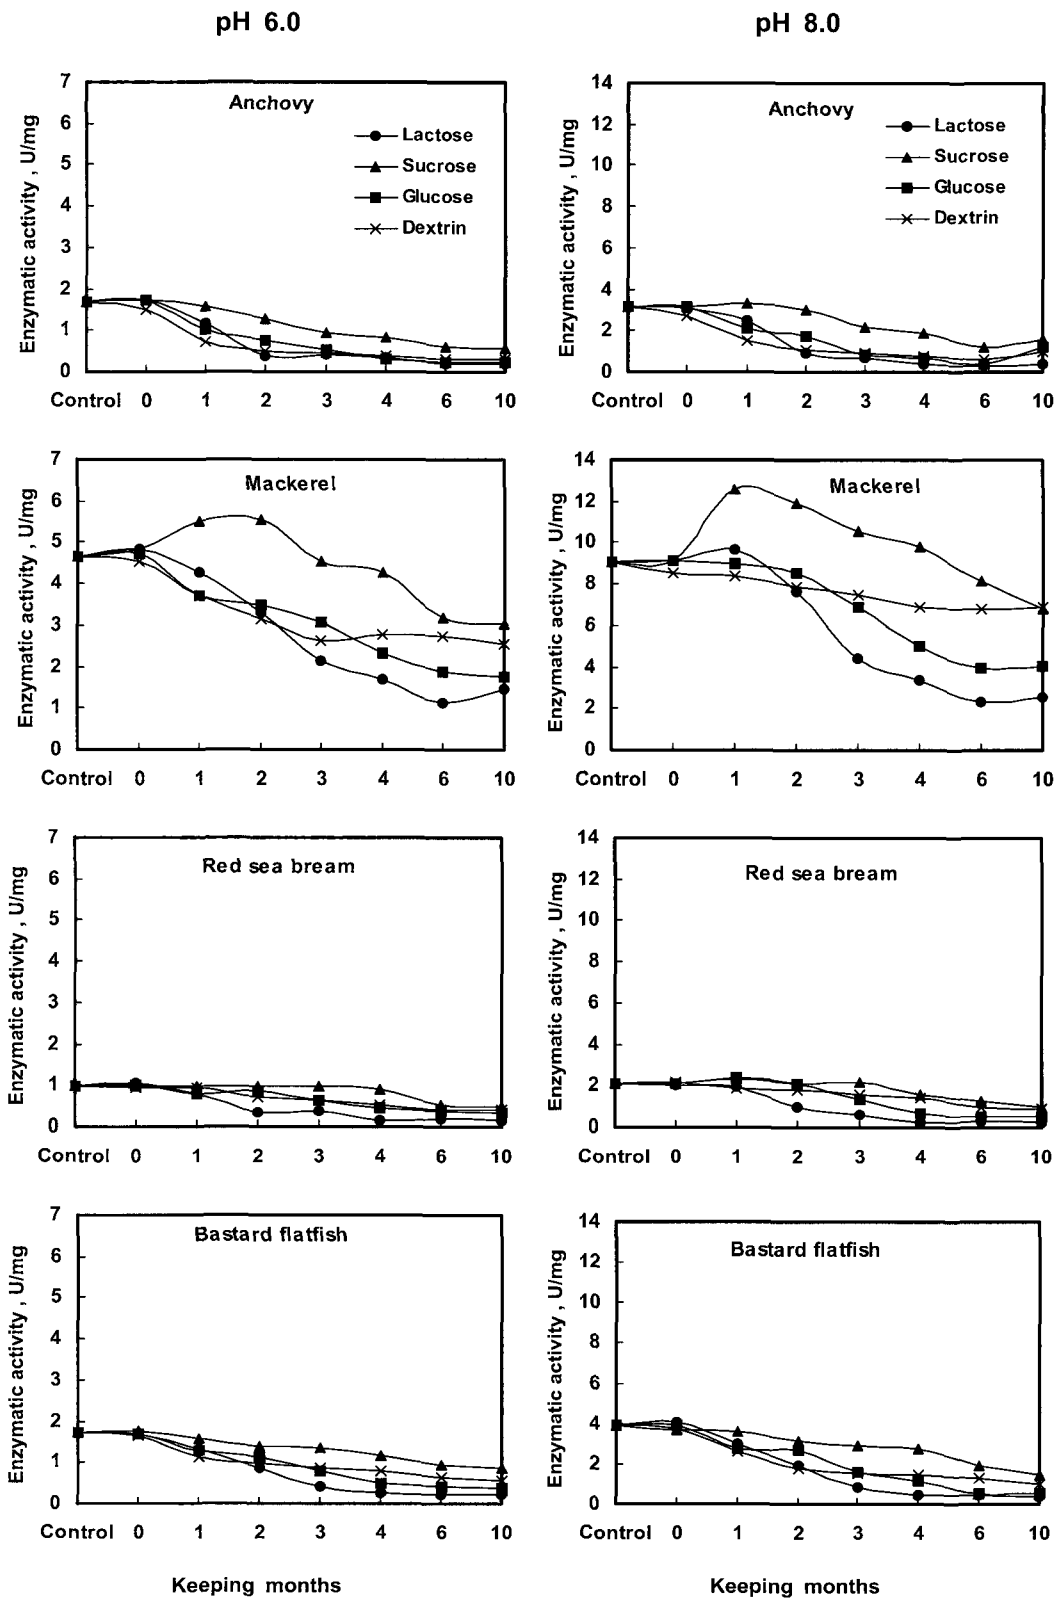 pH 6.0
pH 8.0
7
6
5
4
3
2
1
0
Enzymatic activity , U/mg
Anchovy
Lactose
Sucrose
Glucose
Dextrin
Control 0 1 2 3 4 6 10
14
12
10
8
6
4
2
0
Enzymatic activity , U/mg
Anchovy
Lactose
Sucrose
Glucose
Dextrin
Control 0 1 2 3 4 6 10
7
6
5
4
3
2
1
0
Enzymatic activity , U/mg
Mackerel
Control 0 1 2 3 4 6 10
14
12
10
8
6
4
2
0
Enzymatic activity , U/mg
Mackerel
Control 0 1 2 3 4 6 10
7
6
5
4
3
2
1
0
Enzymatic activity , U/mg
Red sea bream
Control 0 1 2 3 4 6 10
14
12
10
8
6
4
2
0
Enzymatic activity , U/mg
Red sea bream
Control 0 1 2 3 4 6 10
7
6
5
4
3
2
1
0
Enzymatic activity , U/mg
Bastard flatfish
Control 0 1 2 3 4 6 10
Keeping months
14
12
10
8
6
4
2
0
Enzymatic activity , U/mg
Bastard flatfish
Control 0 1 2 3 4 6 10
Keeping months